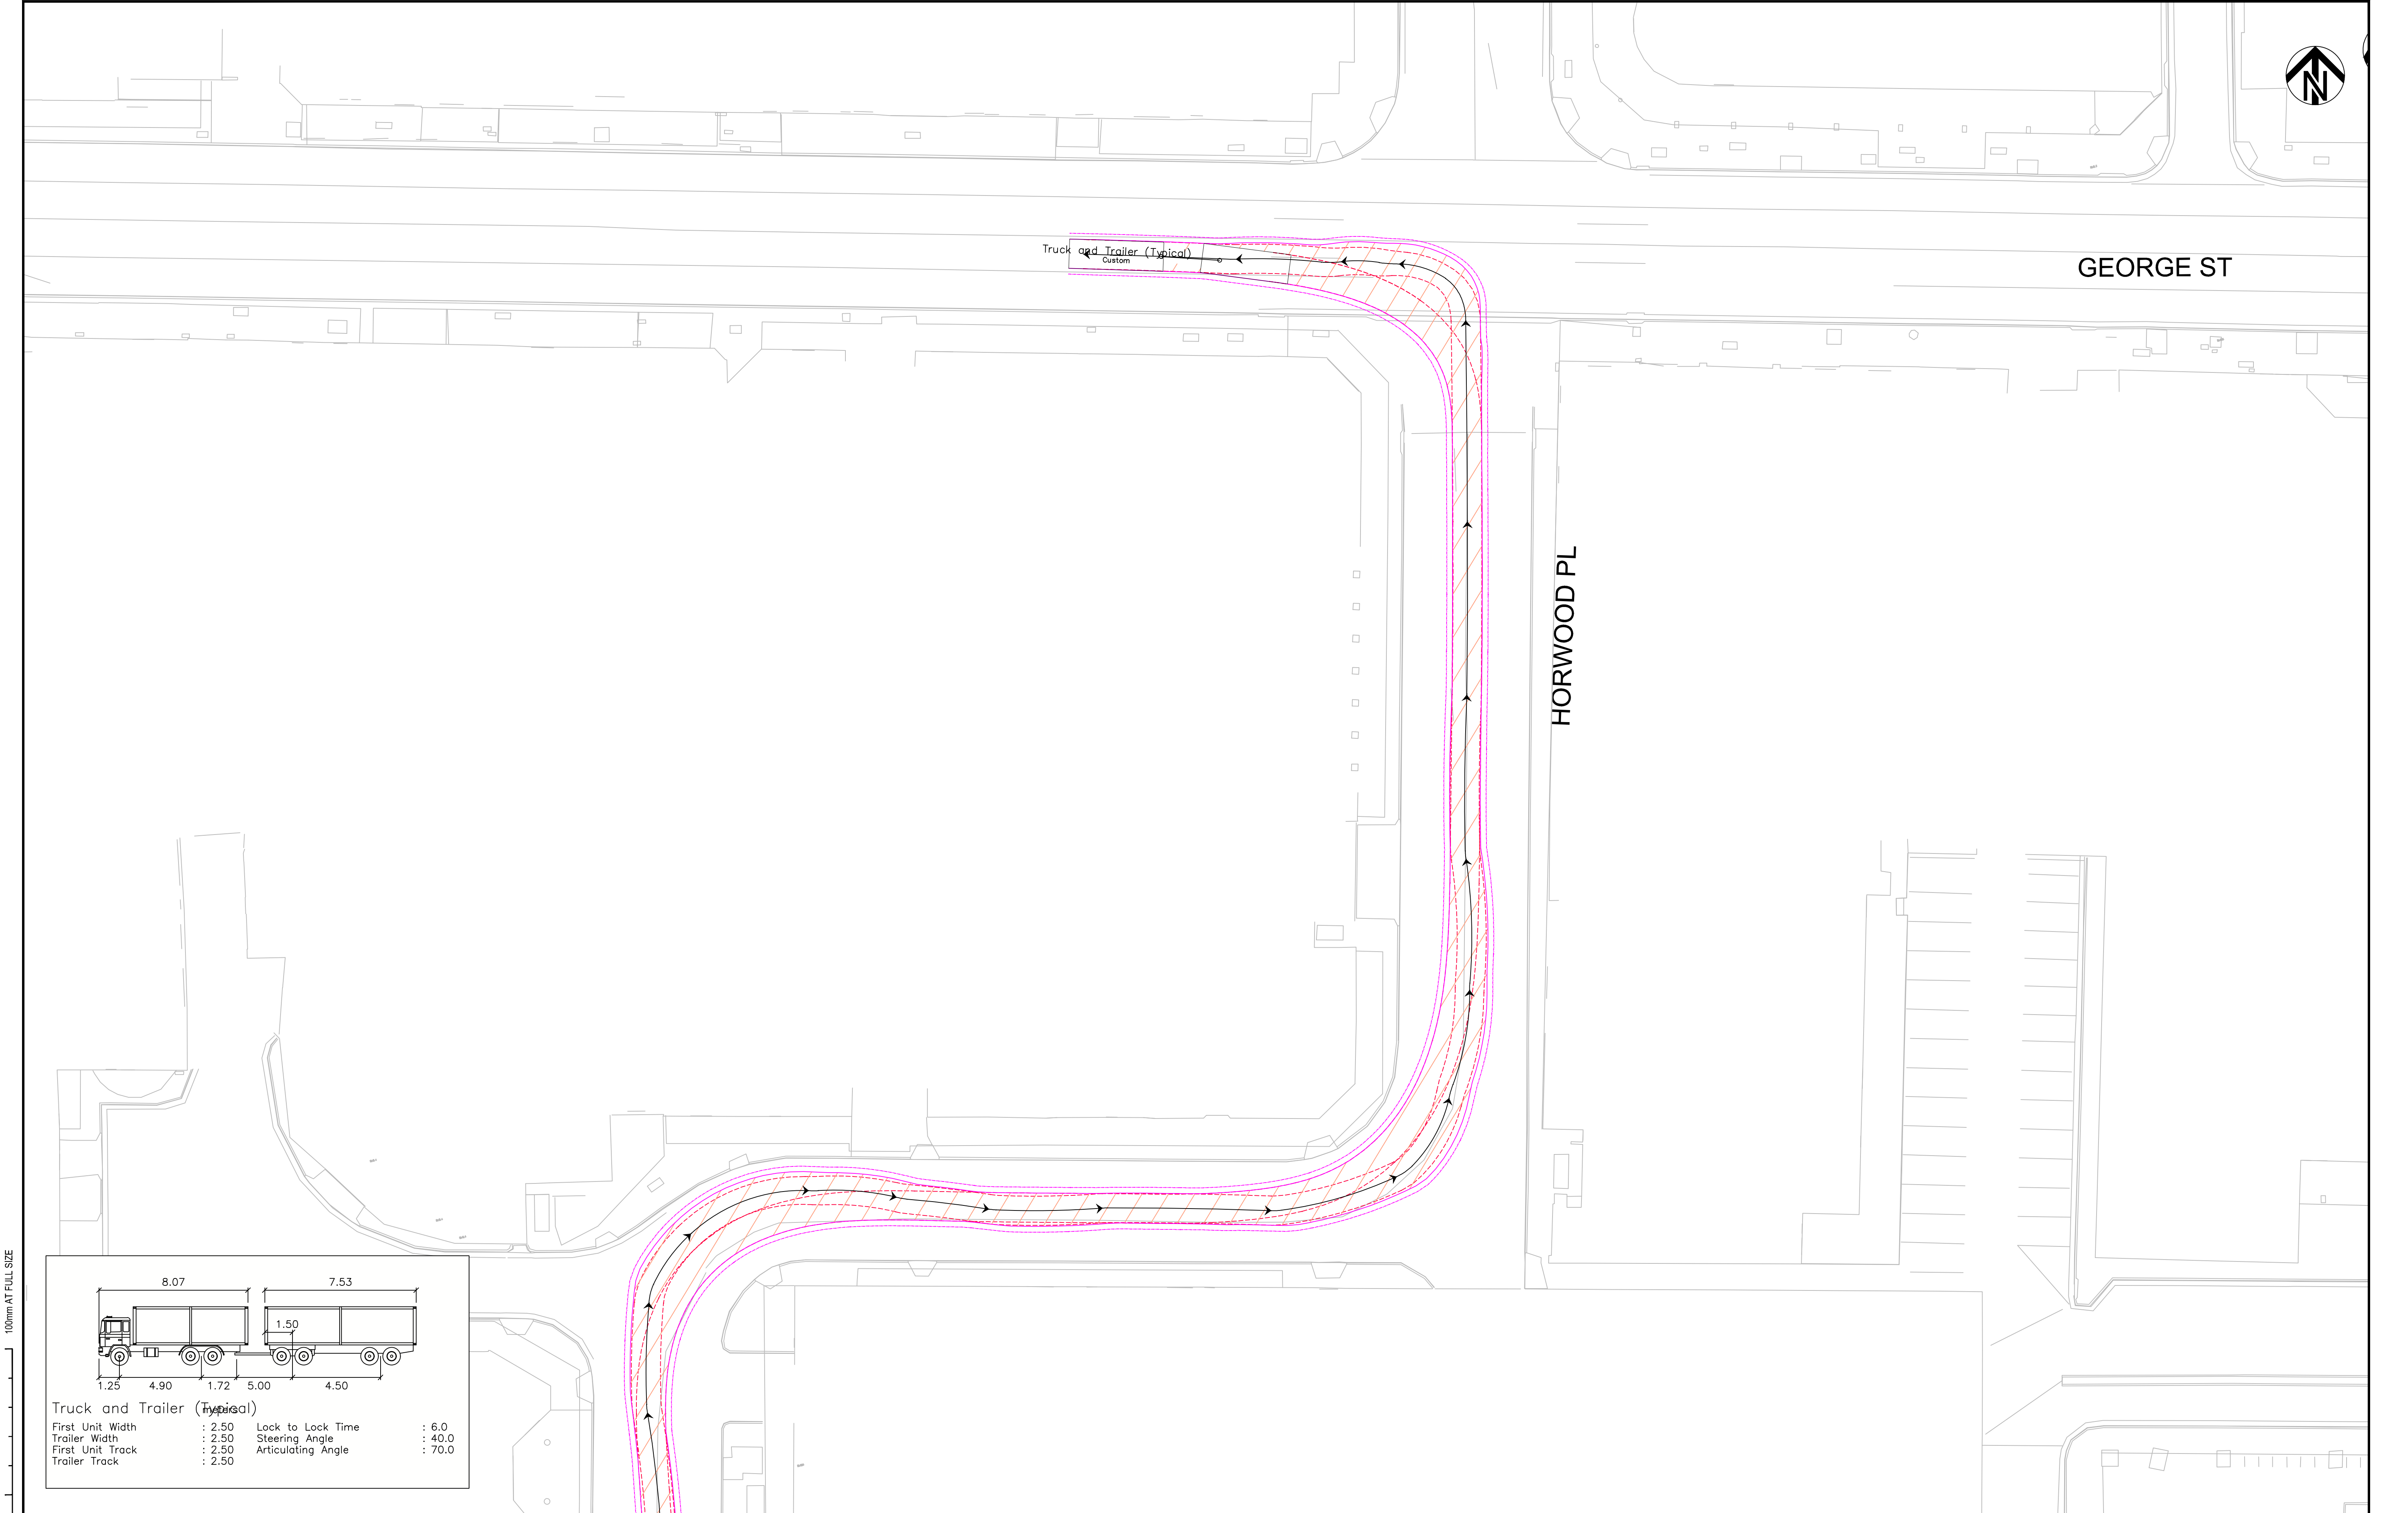 N
Truck and Trailer (Typical)
Custom
GEORGE ST
HORWOOD PL
100mm AT FULL SIZE
8.07 7.53
1.50
1.25 4.90 1.72 5.00 4.50
Truck and Trailer (Typical)
meters
First Unit Width : 2.50 Lock to Lock Time : 6.0
Trailer Width : 2.50 Steering Angle : 40.0
First Unit Track : 2.50 Articulating Angle : 70.0
Trailer Track : 2.50